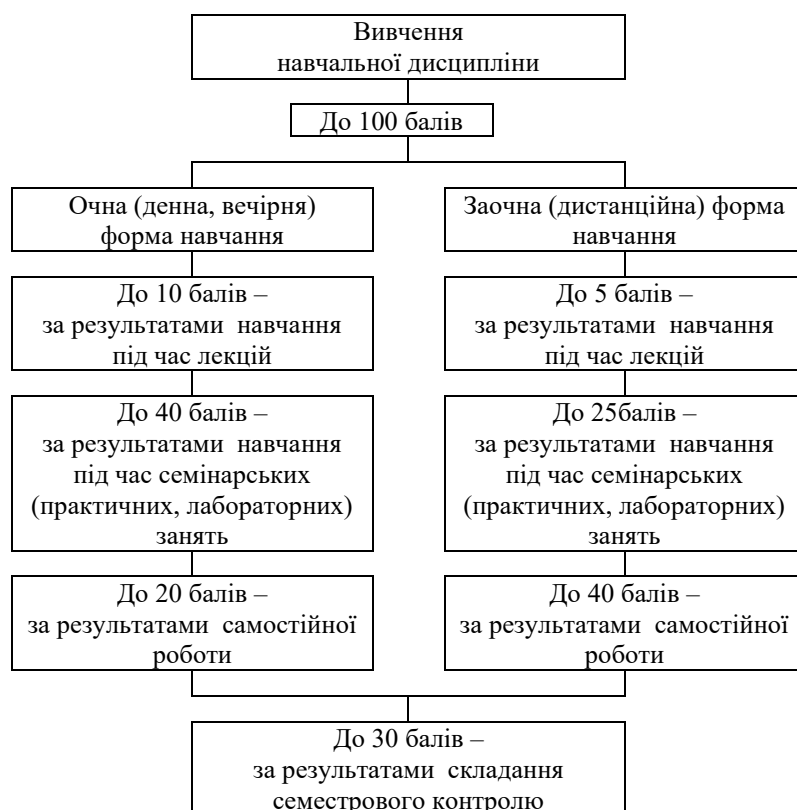 Вивчення
навчальної дисципліни
До 100 балів
Очна (денна, вечірня)
форма навчання
Заочна (дистанційна) форма
навчання
До 10 балів –
за результатами навчання
під час лекцій
До 5 балів –
за результатами навчання
під час лекцій
До 40 балів –
за результатами навчання
під час семінарських
(практичних, лабораторних)
занять
До 25балів –
за результатами навчання
під час семінарських
(практичних, лабораторних)
занять
До 20 балів –
за результатами самостійної
роботи
До 40 балів –
за результатами самостійної
роботи
До 30 балів –
за результатами складання
семестрового контролю